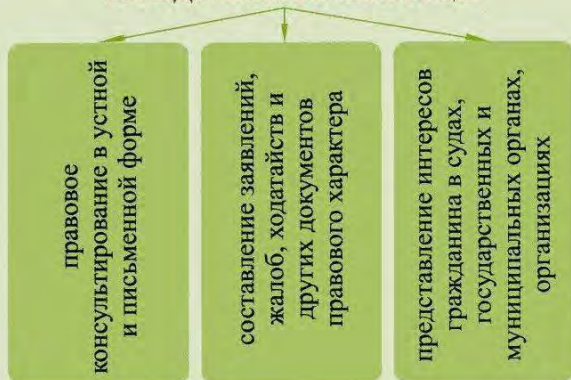 правовое
консультирование в устной
и письменной форме
составление заявлений,
жалоб, ходатайств и
других документов
правового характера
представление интересов
гражданина в судах,
государственных и
муниципальных органах,
организациях